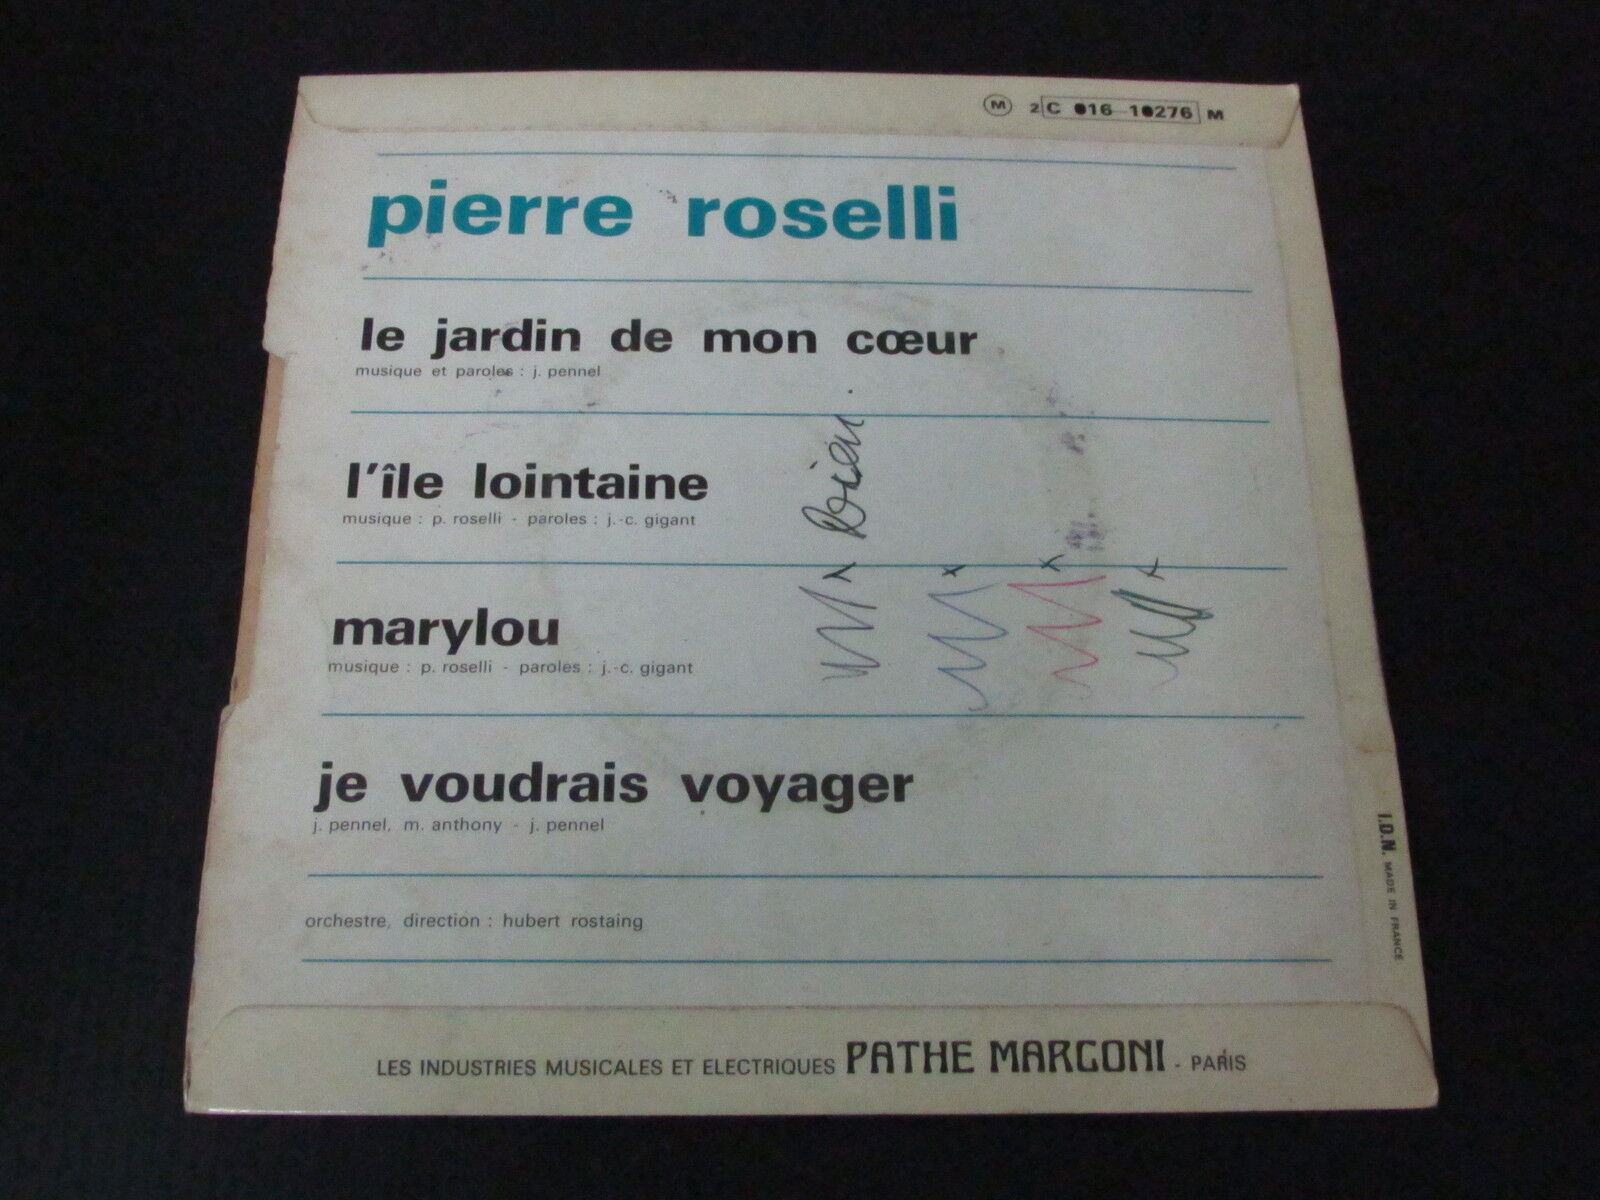 M 2C 016-10276 M
pierre roselli
le jardin de mon cœur
musique et paroles : j. pennel
l'île lointaine
musique : p. roselli - paroles : j.-c. gigant
bien.
marylou
musique : p. roselli - paroles : j.-c. gigant
je voudrais voyager
j. pennel, m. anthony - j. pennel
orchestre, direction : hubert rostaing
I.D.N. MADE IN FRANCE
LES INDUSTRIES MUSICALES ET ELECTRIQUES PATHE MARCONI - PARIS